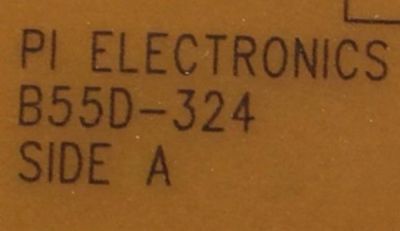 PI ELECTRONICS
B55D-324
SIDE A